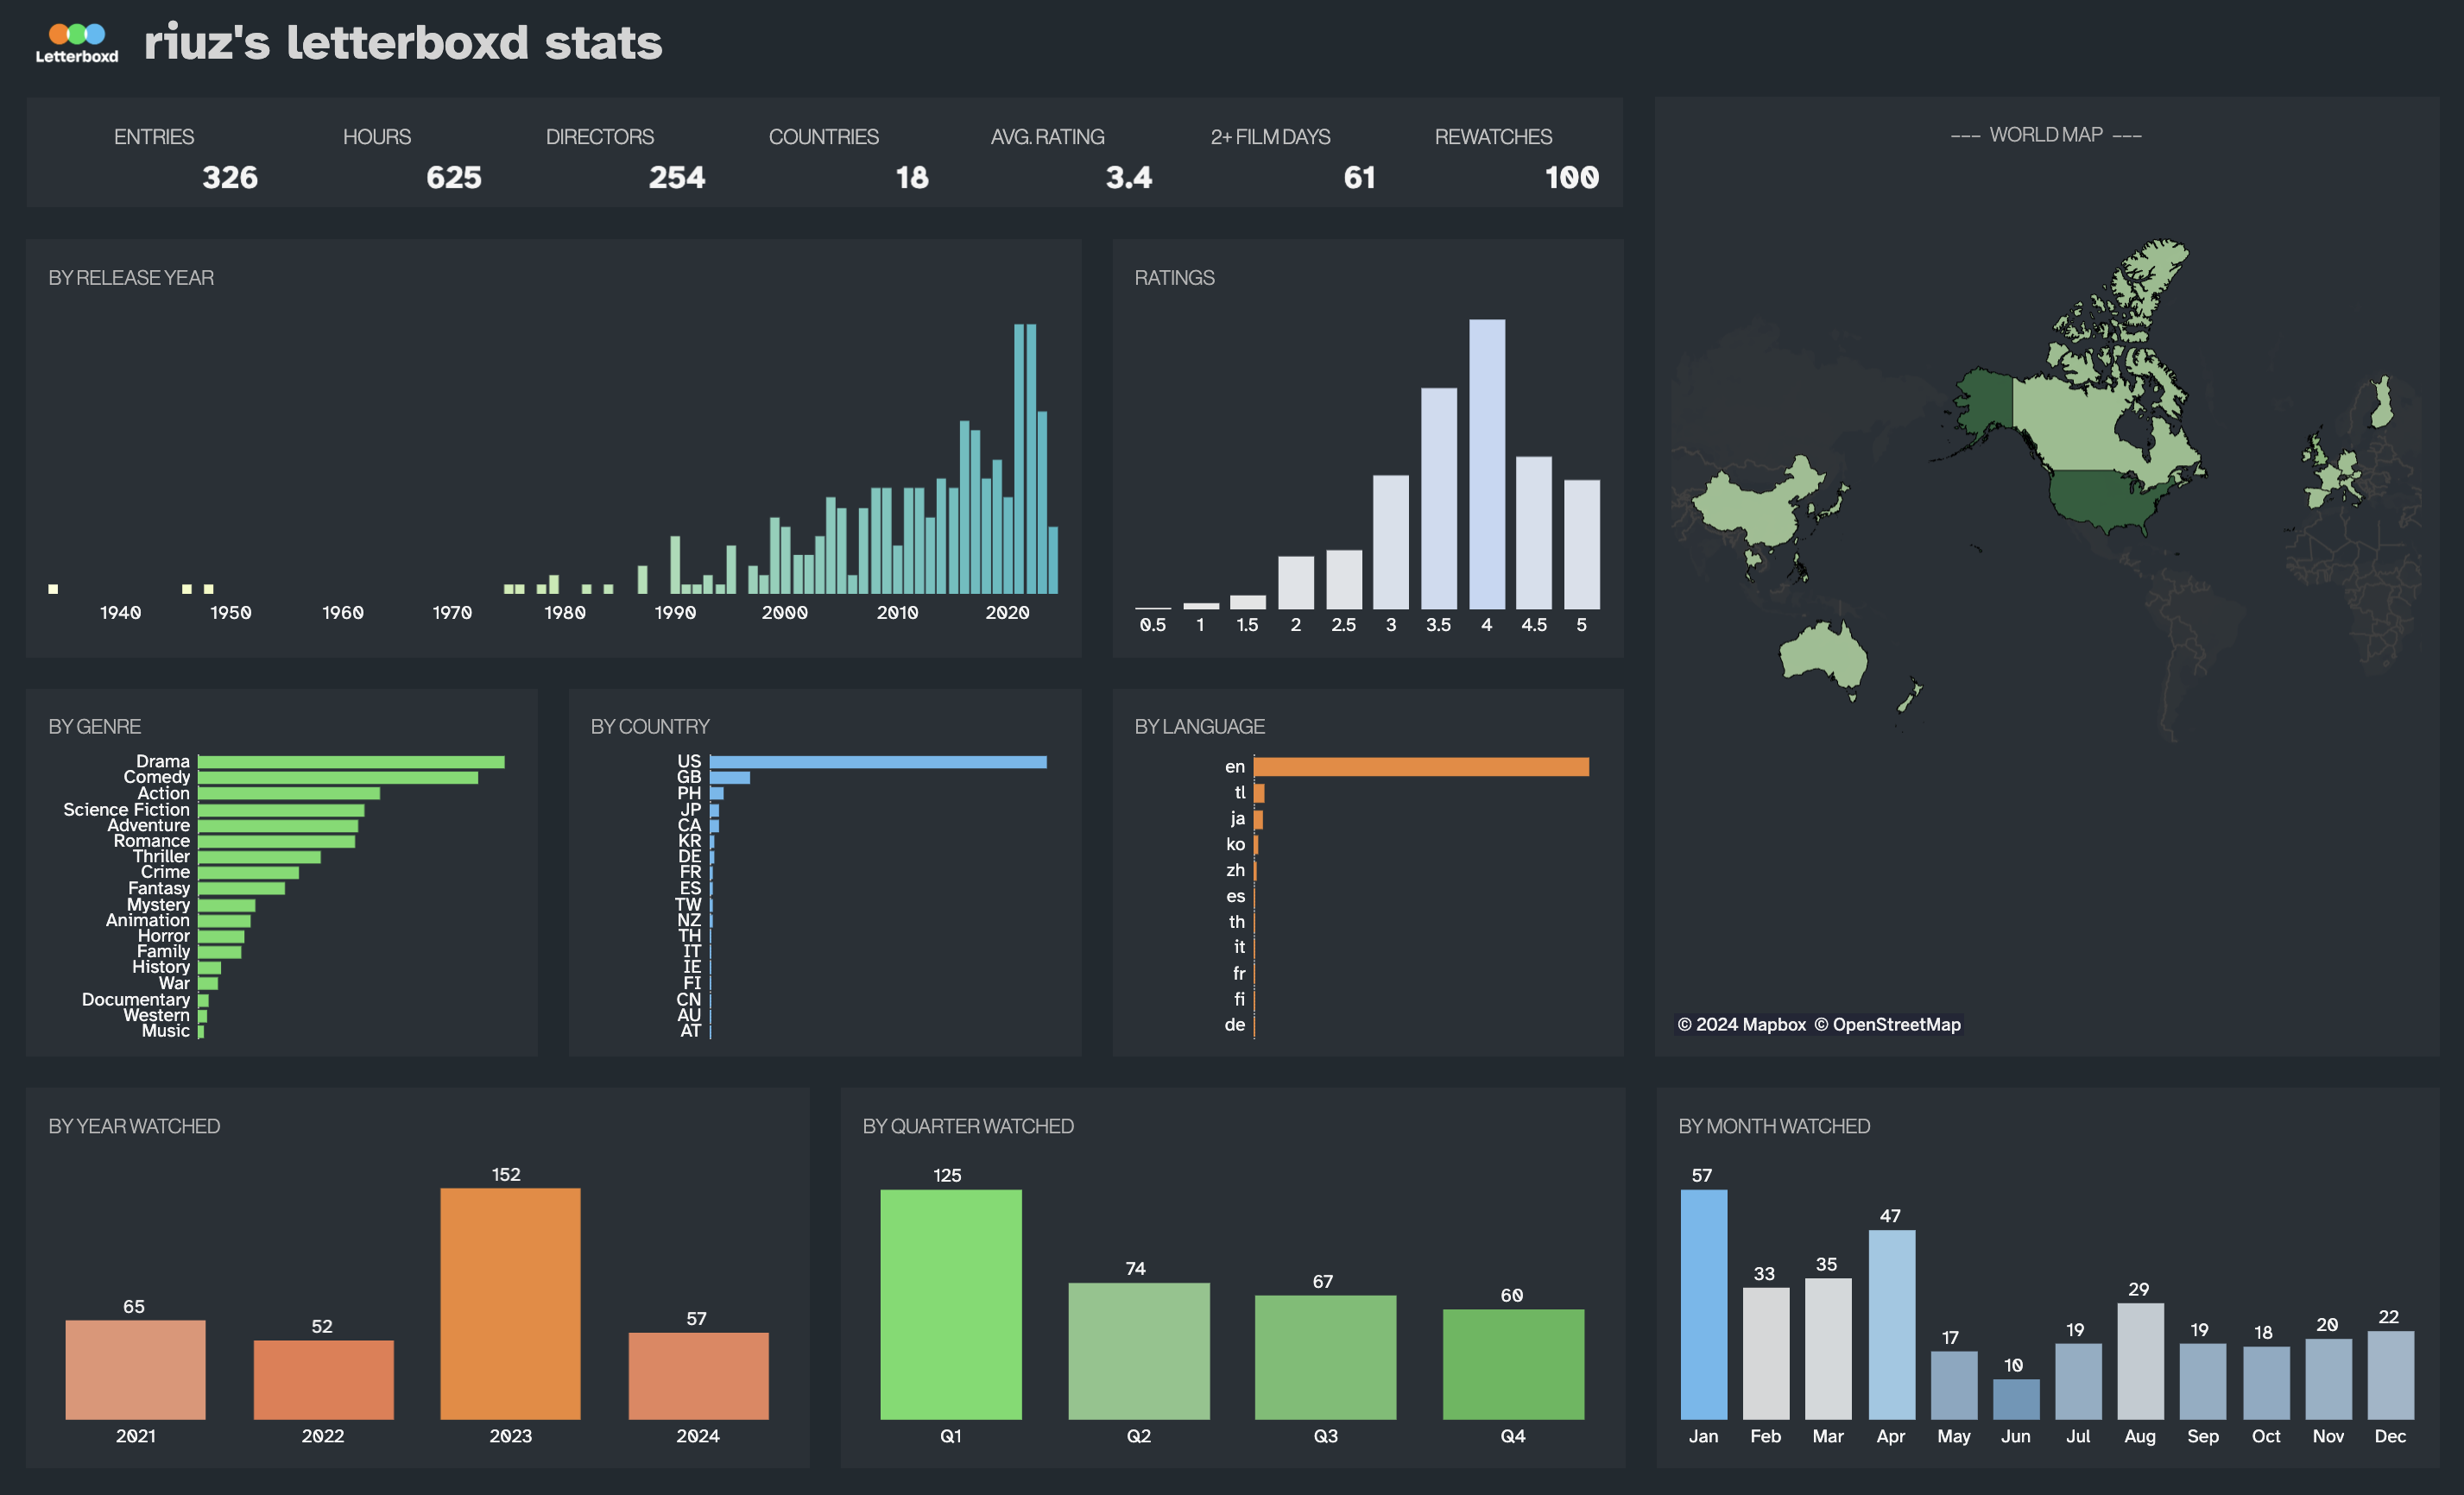 Letterboxd
riuz's letterboxd stats
ENTRIES
326
HOURS
625
DIRECTORS
254
COUNTRIES
18
AVG. RATING
3.4
2+ FILM DAYS
61
REWATCHES
100
--- WORLD MAP ---
© 2024 Mapbox © OpenStreetMap
BY RELEASE YEAR
1940 1950 1960 1970 1980 1990 2000 2010 2020
RATINGS
0.5 1 1.5 2 2.5 3 3.5 4 4.5 5
BY GENRE
Drama
Comedy
Action
Science Fiction
Adventure
Romance
Thriller
Crime
Fantasy
Mystery
Animation
Horror
Family
History
War
Documentary
Western
Music
BY COUNTRY
US
GB
PH
JP
CA
KR
DE
FR
ES
TW
NZ
TH
IT
IE
FI
CN
AU
AT
BY LANGUAGE
en
tl
ja
ko
zh
es
th
it
fr
fi
de
BY YEAR WATCHED
65 52 152 57
2021 2022 2023 2024
BY QUARTER WATCHED
125 74 67 60
Q1 Q2 Q3 Q4
BY MONTH WATCHED
57 33 35 47 17 10 19 29 19 18 20 22
Jan Feb Mar Apr May Jun Jul Aug Sep Oct Nov Dec